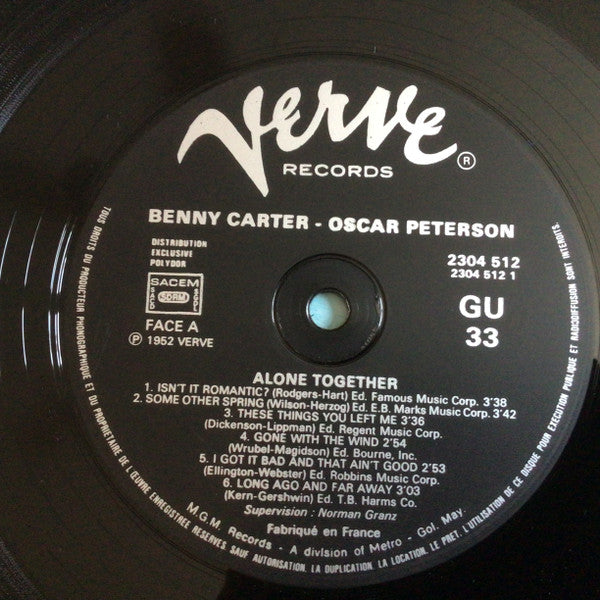 Verve
RECORDS
®
BENNY CARTER - OSCAR PETERSON
DISTRIBUTION
EXCLUSIVE
POLYDOR
SACEM
SACD SDRM SGDL
FACE A
℗ 1952 VERVE
2304 512
2304 512 1
GU
33
ALONE TOGETHER
1. ISN'T IT ROMANTIC? (Rodgers-Hart) Ed. Famous Music Corp. 3'38
2. SOME OTHER SPRING (Wilson-Herzog) Ed. E.B. Marks Music Corp. 3'42
3. THESE THINGS YOU LEFT ME 3'36
(Dickenson-Lippman) Ed. Regent Music Corp.
4. GONE WITH THE WIND 2'54
(Wrubel-Magidson) Ed. Bourne, Inc.
5. I GOT IT BAD AND THAT AIN'T GOOD 2'53
(Ellington-Webster) Ed. Robbins Music Corp.
6. LONG AGO AND FAR AWAY 3'03
(Kern-Gershwin) Ed. T.B. Harms Co.
Supervision : Norman Granz
Fabriqué en France
M.G.M. Records - A division of Metro - Gol. May.
TOUS DROITS DU PRODUCTEUR PHONOGRAPHIQUE ET DU PROPRIETAIRE DE L'ŒUVRE ENREGISTREE RESERVES SAUF AUTORISATION. LA DUPLICATION, LA LOCATION, LE PRET, L'UTILISATION DE CE DISQUE POUR EXECUTION PUBLIQUE ET RADIODIFFUSION SONT INTERDITS.